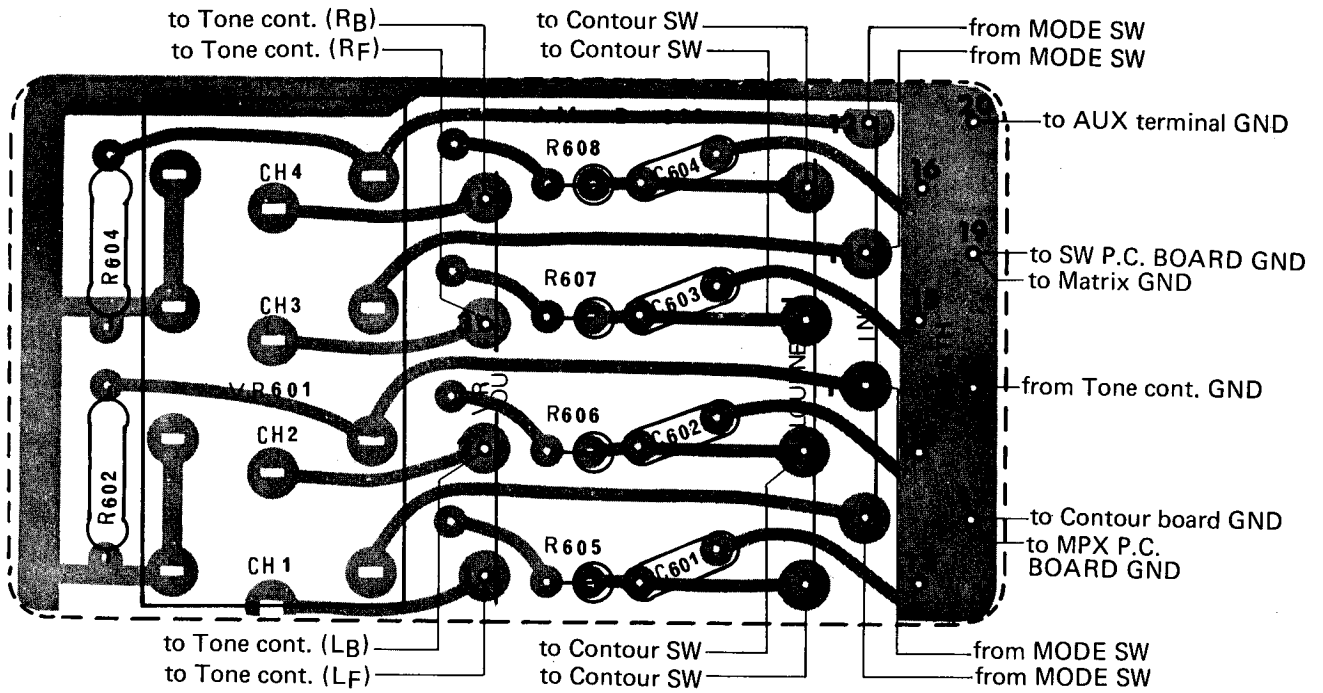 to Tone cont. (RB)
to Tone cont. (RF)
to Contour SW
to Contour SW
from MODE SW
from MODE SW
20
to AUX terminal GND
R608
C604
CH4
16
R604
19
to SW P.C. BOARD GND
to Matrix GND
R607
C603
CH3
IN
VR601
VR
from Tone cont. GND
R606
C602
CH2
R602
to Contour board GND
to MPX P.C.
BOARD GND
R605
C601
CH1
to Tone cont. (LB)
to Tone cont. (LF)
to Contour SW
to Contour SW
from MODE SW
from MODE SW